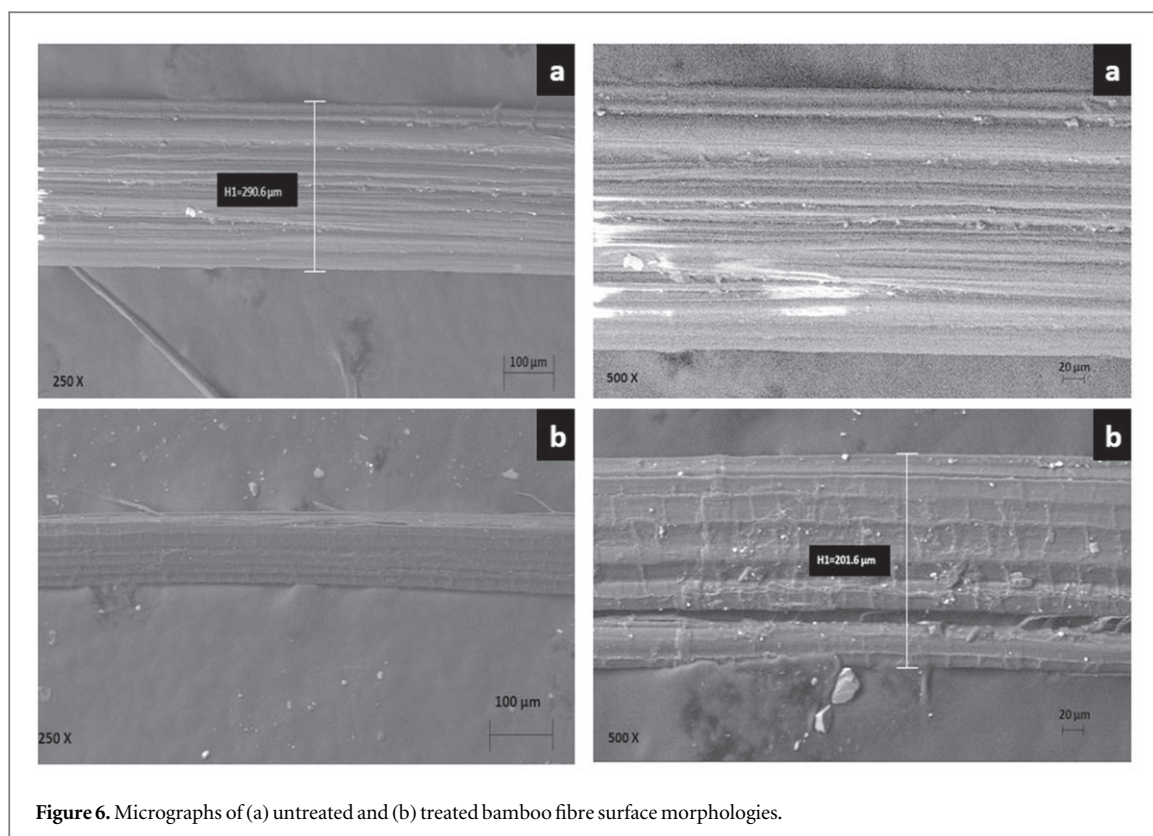 a
H1=290.6 µm
100 µm
250 X
a
20 µm
500 X
b
100 µm
250 X
b
H1=201.6 µm
20 µm
500 X
Figure 6. Micrographs of (a) untreated and (b) treated bamboo fibre surface morphologies.